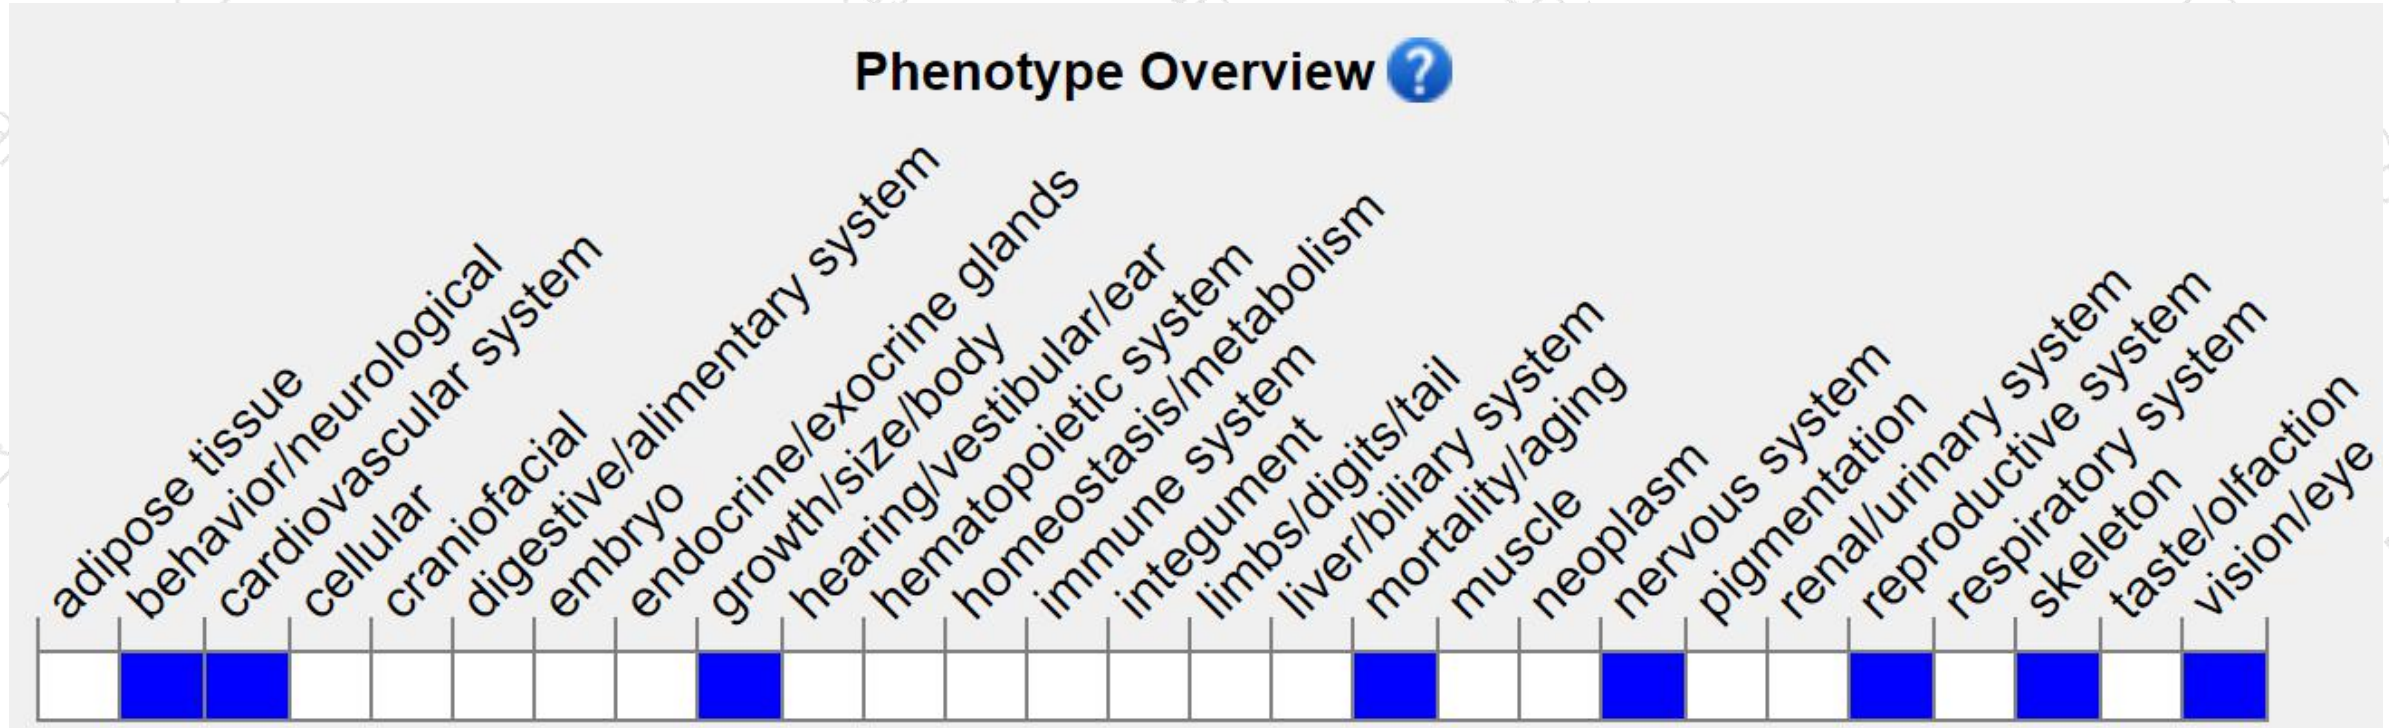 Phenotype Overview ?
adipose tissue
behavior/neurological
cardiovascular system
cellular
craniofacial
digestive/alimentary system
embryo
endocrine/exocrine glands
growth/size/body
hearing/vestibular/ear
hematopoietic system
homeostasis/metabolism
immune system
integument
limbs/digits/tail
liver/biliary system
mortality/aging
muscle
neoplasm
nervous system
pigmentation
renal/urinary system
reproductive system
respiratory system
skeleton
taste/olfaction
vision/eye